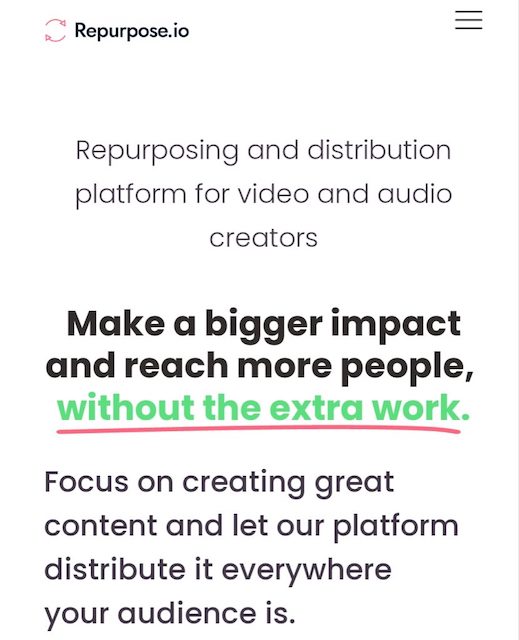 Repurpose.io
Repurposing and distribution
platform for video and audio
creators
Make a bigger impact
and reach more people,
without the extra work.
Focus on creating great
content and let our platform
distribute it everywhere
your audience is.